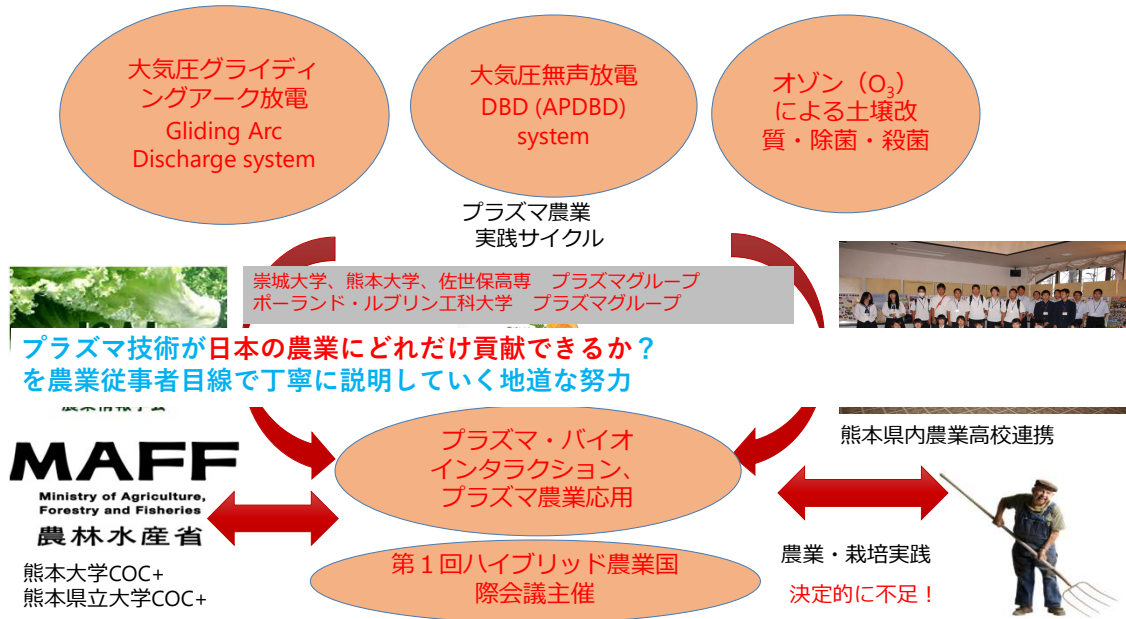 大気圧グライディ
ングアーク放電
Gliding Arc
Discharge system
大気圧無声放電
DBD (APDBD)
system
オゾン（O₃）
による土壌改
質・除菌・殺菌
プラズマ農業
実践サイクル
崇城大学、熊本大学、佐世保高専　プラズマグループ
ポーランド・ルブリン工科大学　プラズマグループ
プラズマ技術が日本の農業にどれだけ貢献できるか？
を農業従事者目線で丁寧に説明していく地道な努力
MAFF
Ministry of Agriculture,
Forestry and Fisheries
農林水産省
熊本大学COC+
熊本県立大学COC+
プラズマ・バイオ
インタラクション、
プラズマ農業応用
第１回ハイブリッド農業国
際会議主催
熊本県内農業高校連携
農業・栽培実践
決定的に不足！